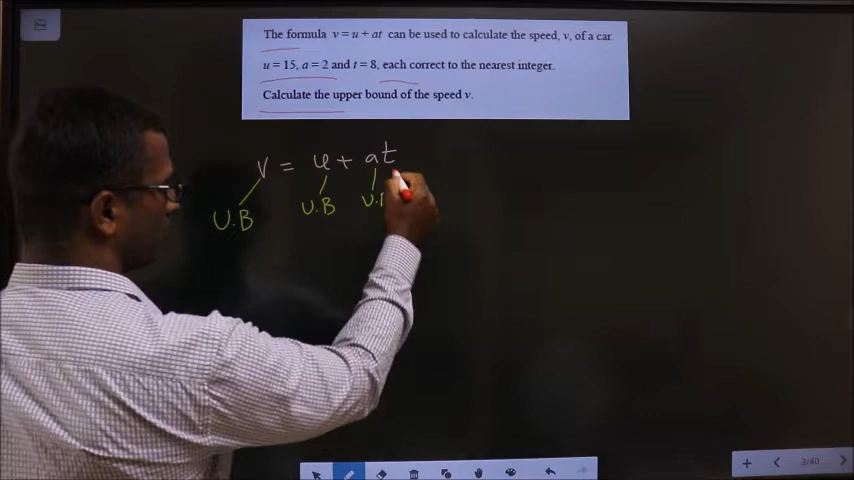 The formula v = u + at can be used to calculate the speed, v, of a car.
u = 15, a = 2 and t = 8, each correct to the nearest integer.
Calculate the upper bound of the speed v.
v = u + at
U.B U.B
3/40